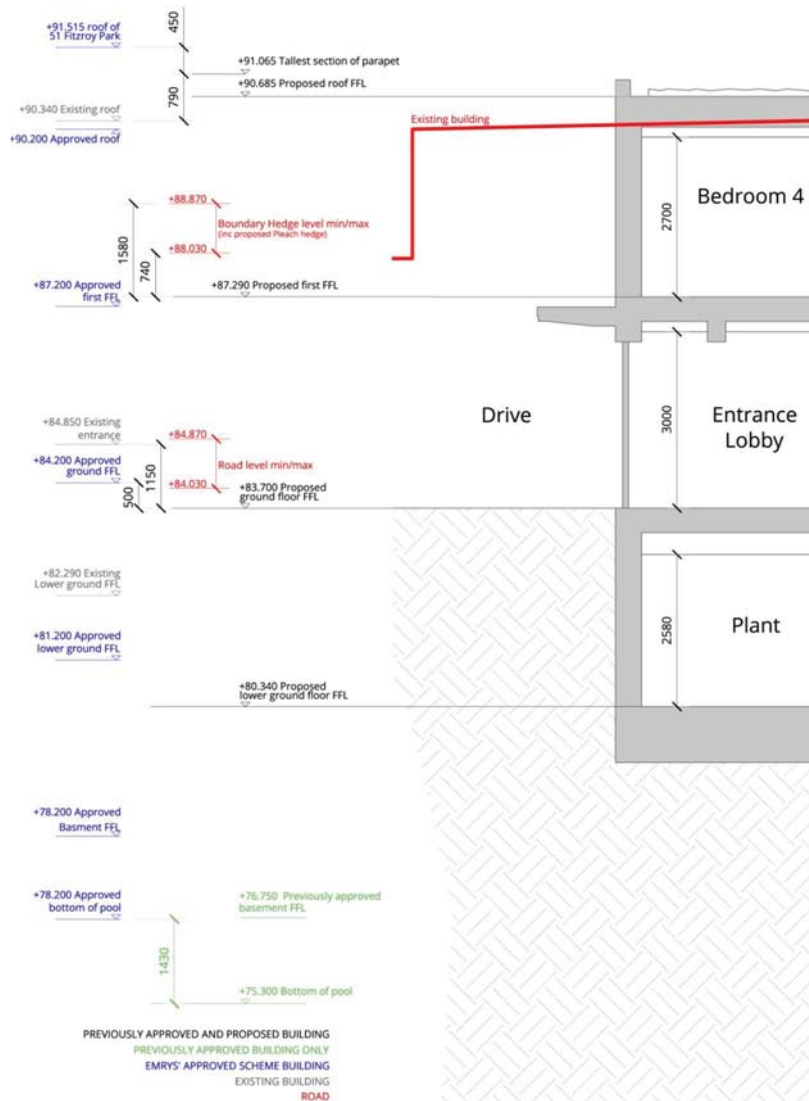 +91.515 roof of
51 Fitzroy Park
450
+91.065 Tallest section of parapet
+90.685 Proposed roof FFL
790
+90.340 Existing roof
+90.200 Approved roof
Existing building
Bedroom 4
2700
+88.870
Boundary Hedge level min/max
(inc proposed Pleach hedge)
+88.030
1580
740
+87.200 Approved
first FFL
+87.290 Proposed first FFL
Drive
3000
Entrance
Lobby
+84.850 Existing
entrance
+84.870
+84.200 Approved
ground FFL
Road level min/max
1150
500
+84.030
+83.700 Proposed
ground floor FFL
+82.290 Existing
Lower ground FFL
+81.200 Approved
lower ground FFL
2580
Plant
+80.340 Proposed
lower ground floor FFL
+78.200 Approved
Basment FFL
+78.200 Approved
bottom of pool
+76.750 Previously approved
basement FFL
1430
+75.300 Bottom of pool
PREVIOUSLY APPROVED AND PROPOSED BUILDING
PREVIOUSLY APPROVED BUILDING ONLY
EMRYS' APPROVED SCHEME BUILDING
EXISTING BUILDING
ROAD